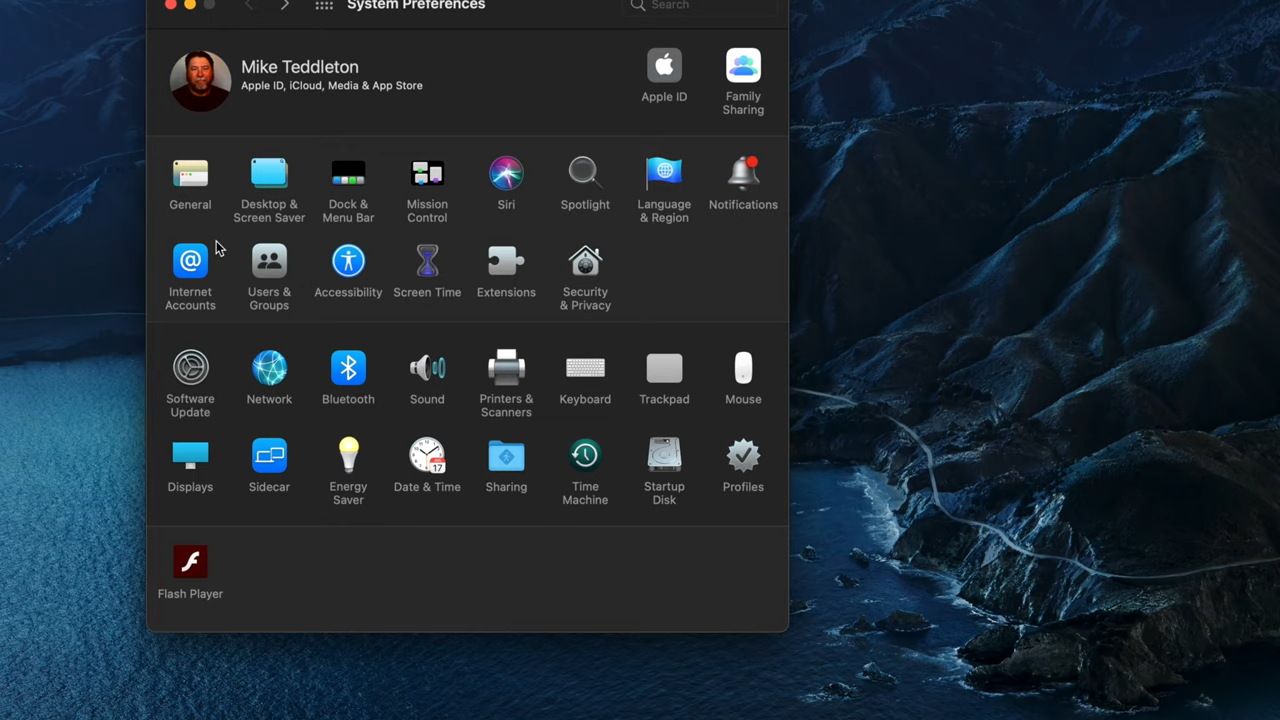 System Preferences
Search
Mike Teddleton
Apple ID, iCloud, Media & App Store
Apple ID
Family
Sharing
General
Desktop &
Screen Saver
Dock &
Menu Bar
Mission
Control
Siri
Spotlight
Language
& Region
Notifications
Internet
Accounts
Users &
Groups
Accessibility
Screen Time
Extensions
Security
& Privacy
Software
Update
Network
Bluetooth
Sound
Printers &
Scanners
Keyboard
Trackpad
Mouse
Displays
Sidecar
Energy
Saver
17
Date & Time
Sharing
Time
Machine
Startup
Disk
Profiles
Flash Player